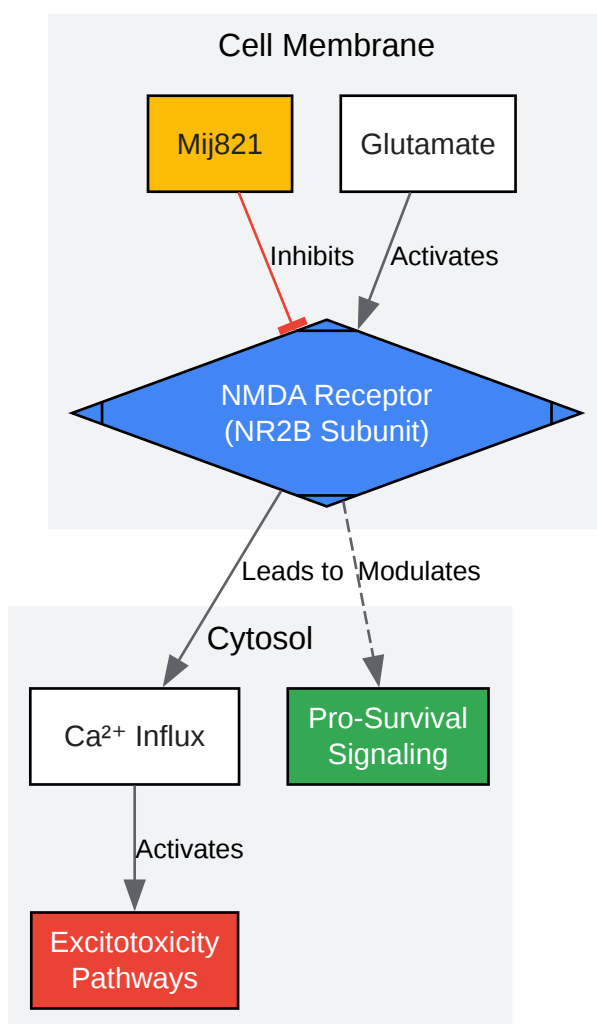 Cell Membrane
Mij821
Glutamate
Inhibits
Activates
NMDA Receptor
(NR2B Subunit)
Leads to
Modulates
Cytosol
Ca²⁺ Influx
Pro-Survival
Signaling
Activates
Excitotoxicity
Pathways